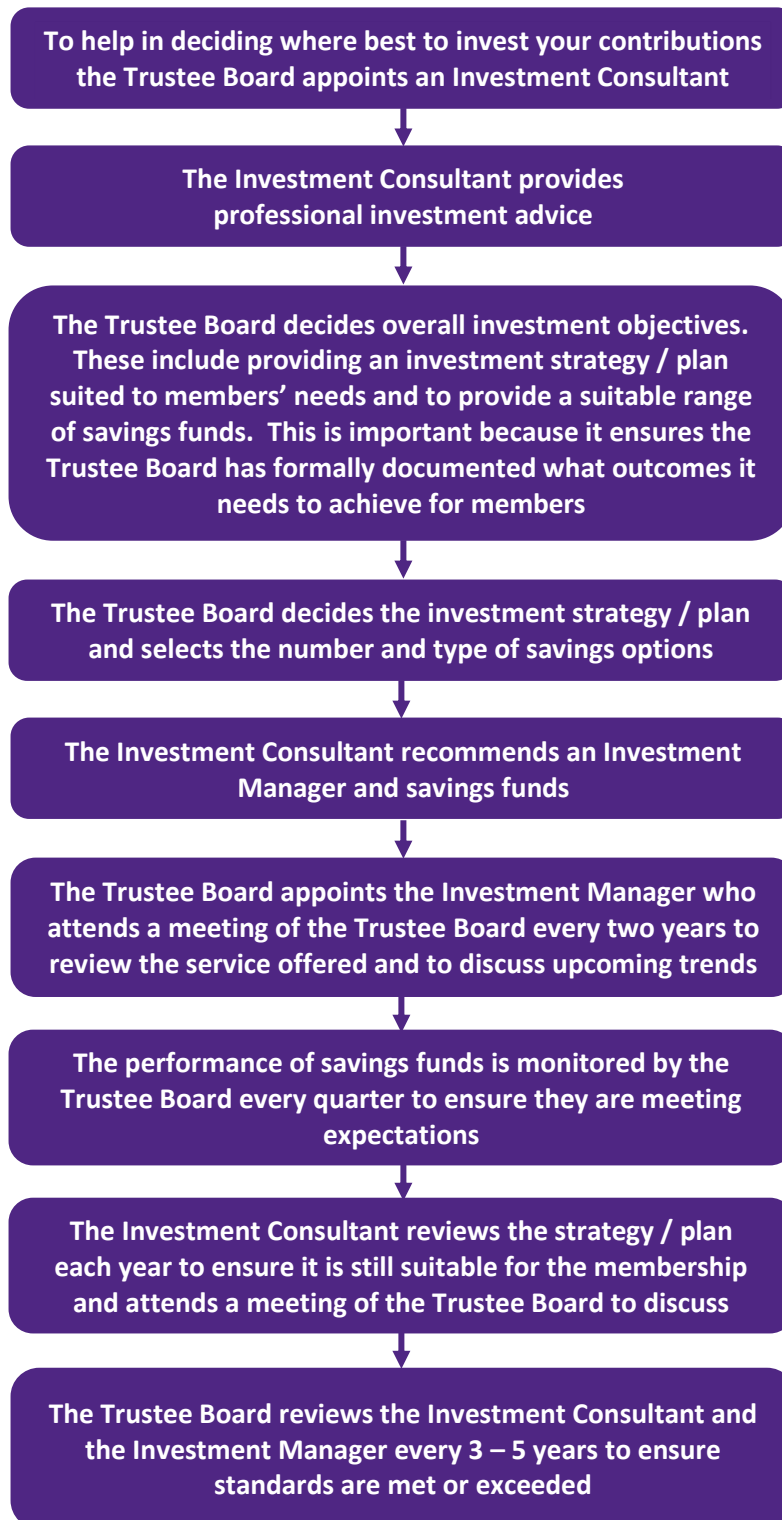 To help in deciding where best to invest your contributions
the Trustee Board appoints an Investment Consultant
The Investment Consultant provides
professional investment advice
The Trustee Board decides overall investment objectives.
These include providing an investment strategy / plan
suited to members’ needs and to provide a suitable range
of savings funds.  This is important because it ensures the
Trustee Board has formally documented what outcomes it
needs to achieve for members
The Trustee Board decides the investment strategy / plan
and selects the number and type of savings options
The Investment Consultant recommends an Investment
Manager and savings funds
The Trustee Board appoints the Investment Manager who
attends a meeting of the Trustee Board every two years to
review the service offered and to discuss upcoming trends
The performance of savings funds is monitored by the
Trustee Board every quarter to ensure they are meeting
expectations
The Investment Consultant reviews the strategy / plan
each year to ensure it is still suitable for the membership
and attends a meeting of the Trustee Board to discuss
The Trustee Board reviews the Investment Consultant and
the Investment Manager every 3 – 5 years to ensure
standards are met or exceeded